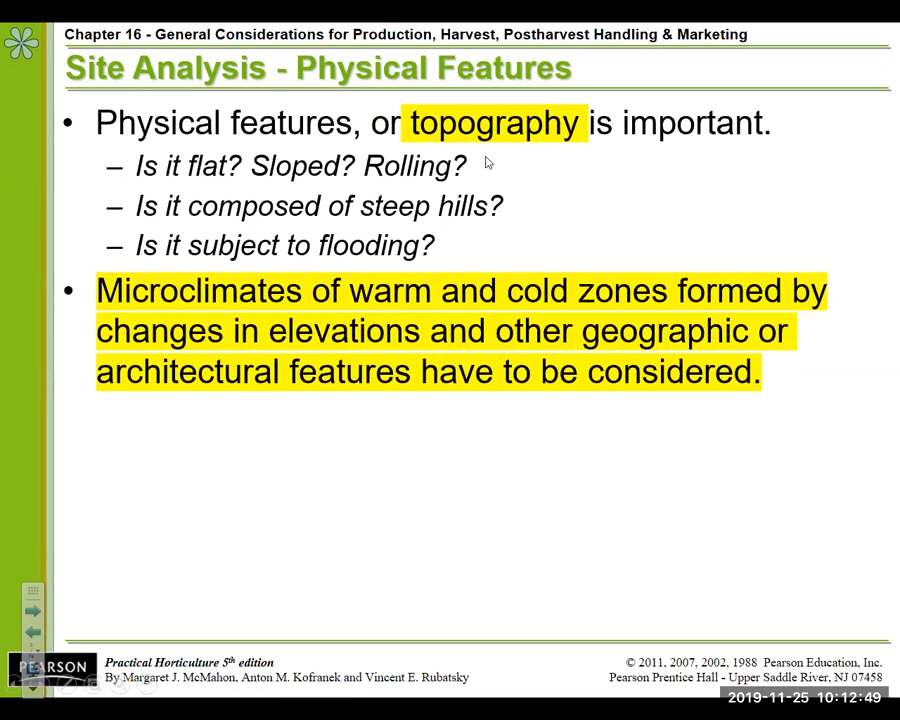 Chapter 16 - General Considerations for Production, Harvest, Postharvest Handling & Marketing
Site Analysis - Physical Features
• Physical features, or topography is important.
– Is it flat? Sloped? Rolling?
– Is it composed of steep hills?
– Is it subject to flooding?
• Microclimates of warm and cold zones formed by
changes in elevations and other geographic or
architectural features have to be considered.
PEARSON
Practical Horticulture 5th edition
By Margaret J. McMahon, Anton M. Kofranek and Vincent E. Rubatsky
© 2011, 2007, 2002, 1988 Pearson Education, Inc.
Pearson Prentice Hall - Upper Saddle River, NJ 07458
2019-11-25 10:12:49